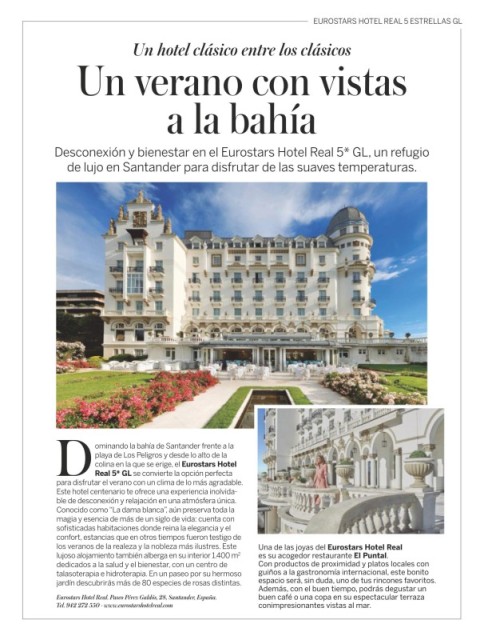 EUROSTARS HOTEL REAL 5 ESTRELLAS GL
Un hotel clásico entre los clásicos
Un verano con vistas
a la bahía
Desconexión y bienestar en el Eurostars Hotel Real 5* GL, un refugio
de lujo en Santander para disfrutar de las suaves temperaturas.
Dominando la bahía de Santander frente a la
playa de Los Peligros y desde lo alto de la
colina en la que se erige, el Eurostars Hotel
Real 5* GL se convierte la opción perfecta
para disfrutar el verano con un clima de lo más agradable.
Este hotel centenario te ofrece una experiencia inolvida-
ble de desconexión y relajación en una atmósfera única.
Conocido como "La dama blanca", aún preserva toda la
magia y esencia de más de un siglo de vida: cuenta con
sofisticadas habitaciones donde reina la elegancia y el
confort, estancias que en otros tiempos fueron testigo de
los veranos de la realeza y la nobleza más ilustres. Este
lujoso alojamiento también alberga en su interior 1.400 m²
dedicados a la salud y el bienestar, con un centro de
talasoterapia e hidroterapia. En un paseo por su hermoso
jardín descubrirás más de 80 especies de rosas distintas.
Eurostars Hotel Real. Paseo Pérez Galdós, 28. Santander, España.
Tel. 942 272 550 - www.eurostarshotelreal.com
Una de las joyas del Eurostars Hotel Real
es su acogedor restaurante El Puntal.
Con productos de proximidad y platos locales con
guiños a la gastronomía internacional, este bonito
espacio será, sin duda, uno de tus rincones favoritos.
Además, con el buen tiempo, podrás degustar un
buen café o una copa en su espectacular terraza
conimpresionantes vistas al mar.